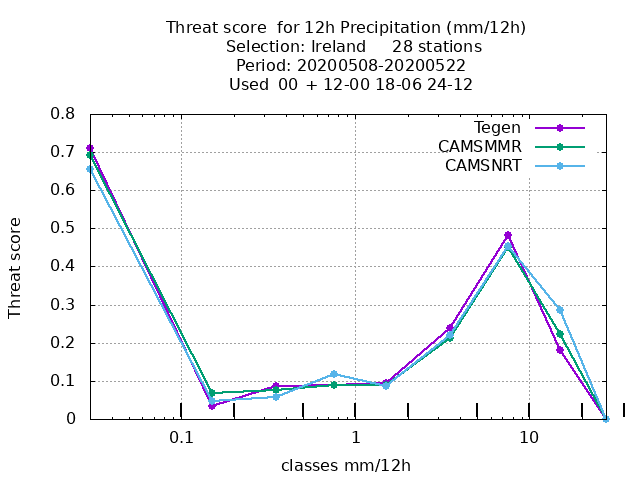 Threat score  for 12h Precipitation (mm/12h)
Selection: Ireland     28 stations
Period: 20200508-20200522
Used  00 + 12-00 18-06 24-12
Tegen
CAMSMMR
CAMSNRT
0.8
0.7
0.6
0.5
0.4
0.3
0.2
0.1
0
Threat score
0.1
1
10
classes mm/12h